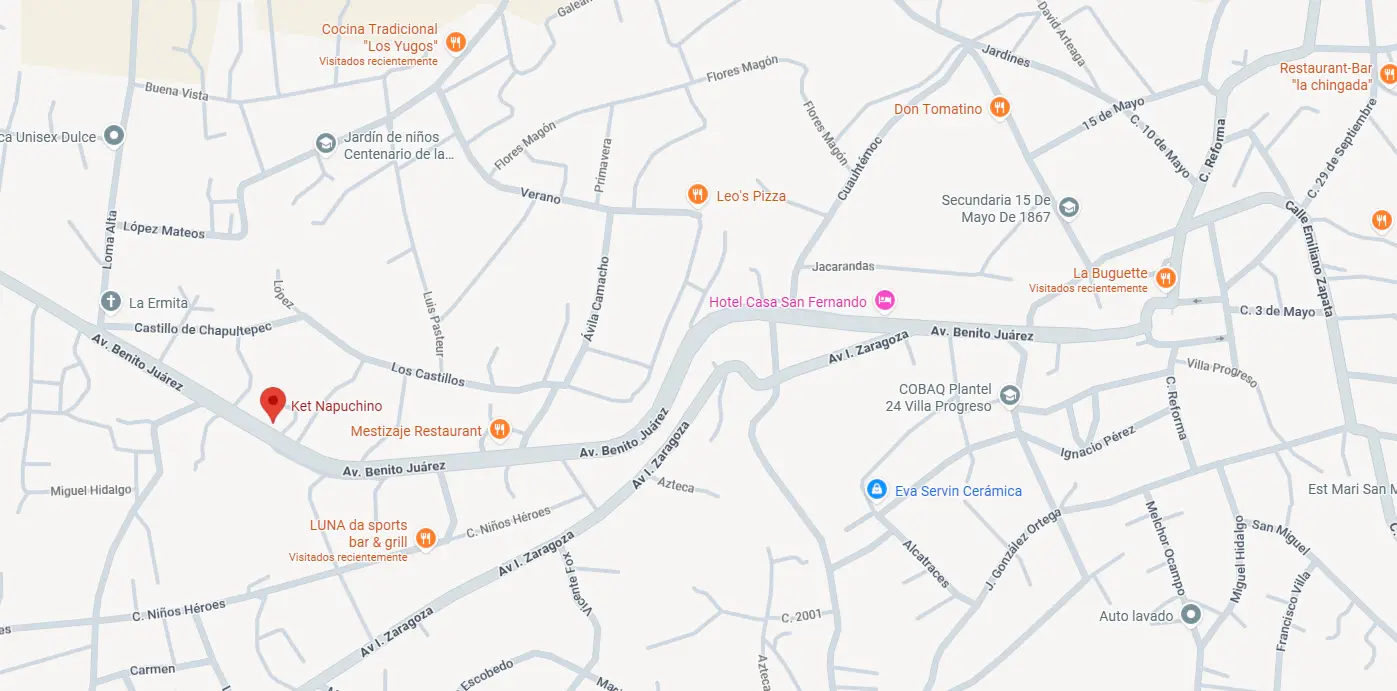 Galean
David Arteaga
Cocina Tradicional
"Los Yugos"
Visitados recientemente
Jardines
Flores Magón
Restaurant-Bar
"la chingada"
Buena Vista
Don Tomatino
15 de Mayo
C. 10 de Mayo
Flores Magón
Flores Magón
C. Reforma
C. 29 de Septiembre
ca Unisex Dulce
Jardín de niños
Centenario de la...
Primavera
Cuauhtémoc
Verano
Leo's Pizza
Secundaria 15 De
Mayo De 1867
Calle Emiliano Zapata
Loma Alta
López Mateos
Jacarandas
La Buguette
Visitados recientemente
López
Luis Pasteur
Ávila Camacho
La Ermita
Hotel Casa San Fernando
C. 3 de Mayo
Castillo de Chapultepec
Av. Benito Juárez
Av. Benito Juárez
Av I. Zaragoza
Los Castillos
Villa Progreso
COBAQ Plantel
24 Villa Progreso
C. Reforma
Ket Napuchino
Mestizaje Restaurant
Av. Benito Juárez
Av. Benito Juárez
Ignacio Pérez
Av I. Zaragoza
Azteca
Miguel Hidalgo
Eva Servin Cerámica
Est Mari San M
LUNA da sports
bar & grill
Visitados recientemente
C. Niños Héroes
Av I. Zaragoza
Alcatraces
J. González Ortega
Melchor Ocampo
Miguel Hidalgo
San Miguel
Francisco Villa
Vicente Fox
C. Niños Héroes
C. 2001
Auto lavado
Av I. Zaragoza
es
Carmen
Escobedo
Azteca
Mar
C.